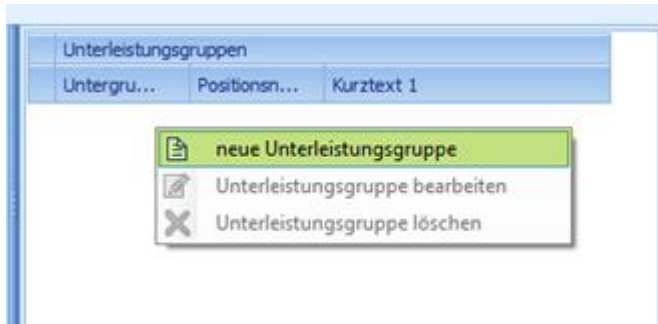 Unterleistungsgruppen
Untergru... Positionsn... Kurztext 1
neue Unterleistungsgruppe
Unterleistungsgruppe bearbeiten
Unterleistungsgruppe löschen